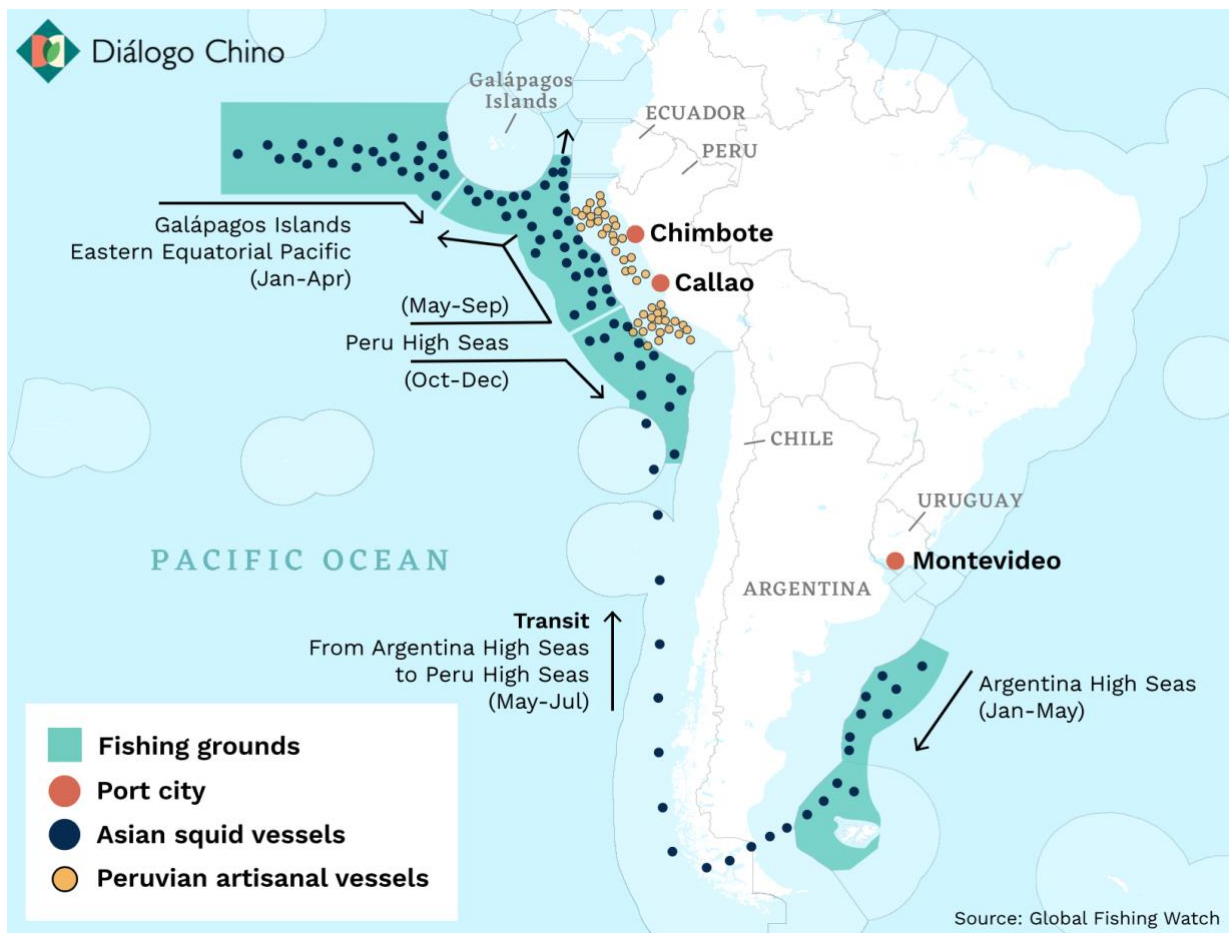 Diálogo Chino
Galápagos
Islands
ECUADOR
PERU
Chimbote
Callao
Galápagos Islands
Eastern Equatorial Pacific
(Jan-Apr)
(May-Sep)
Peru High Seas
(Oct-Dec)
CHILE
URUGUAY
Montevideo
ARGENTINA
PACIFIC OCEAN
Transit
From Argentina High Seas
to Peru High Seas
(May-Jul)
Argentina High Seas
(Jan-May)
Fishing grounds
Port city
Asian squid vessels
Peruvian artisanal vessels
Source: Global Fishing Watch